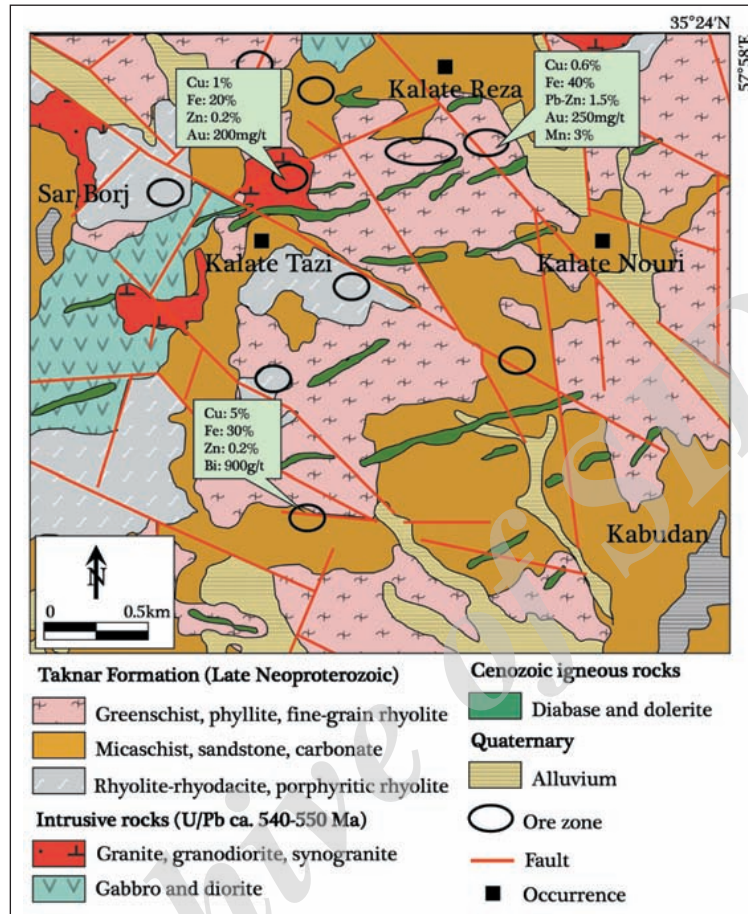 35°24′N
57°58′E
Cu: 1%
Fe: 20%
Zn: 0.2%
Au: 200mg/t
Kalate Reza
Cu: 0.6%
Fe: 40%
Pb-Zn: 1.5%
Au: 250mg/t
Mn: 3%
Sar Borj
Kalate Tazi
Kalate Nouri
Cu: 5%
Fe: 30%
Zn: 0.2%
Bi: 900g/t
Kabudan
N
0 0.5km
Taknar Formation (Late Neoproterozoic)
Greenschist, phyllite, fine-grain rhyolite
Micaschist, sandstone, carbonate
Rhyolite-rhyodacite, porphyritic rhyolite
Intrusive rocks (U/Pb ca. 540-550 Ma)
Granite, granodiorite, synogranite
Gabbro and diorite
Cenozoic igneous rocks
Diabase and dolerite
Quaternary
Alluvium
Ore zone
Fault
Occurrence
hive of SI